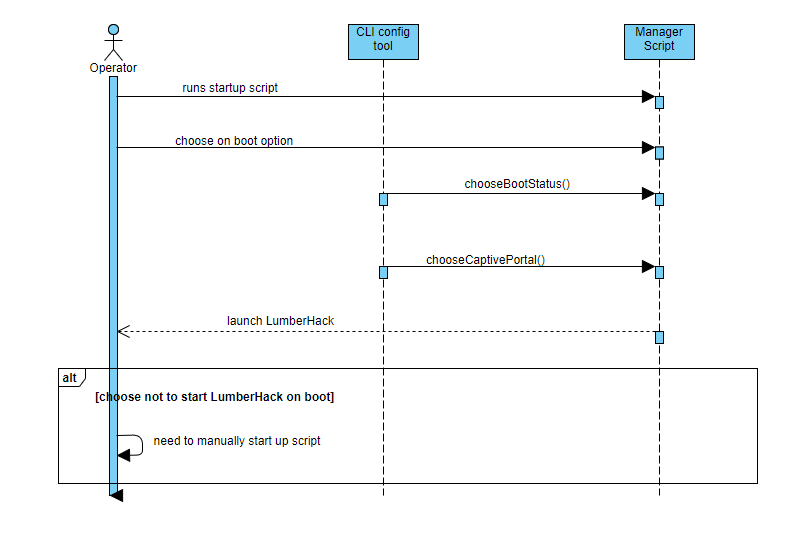 CLI config
tool
Manager
Script
Operator
runs startup script
choose on boot option
chooseBootStatus()
chooseCaptivePortal()
launch LumberHack
alt
[choose not to start LumberHack on boot]
need to manually start up script